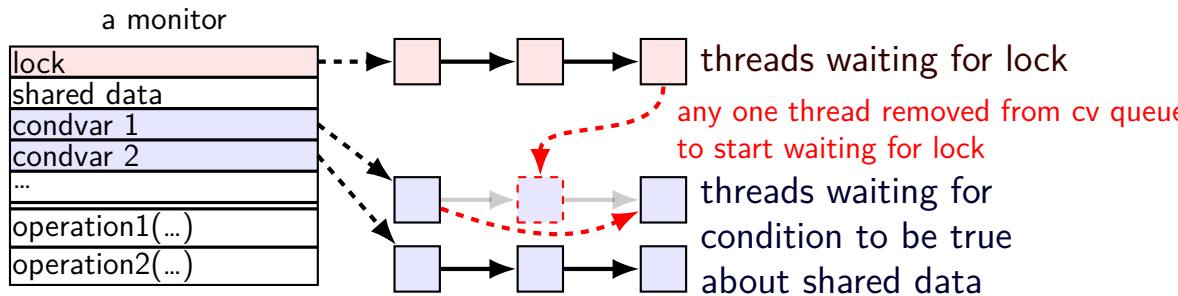 a monitor
lock
shared data
condvar 1
condvar 2
...
operation1(...)
operation2(...)
threads waiting for lock
any one thread removed from cv queue
to start waiting for lock
threads waiting for
condition to be true
about shared data